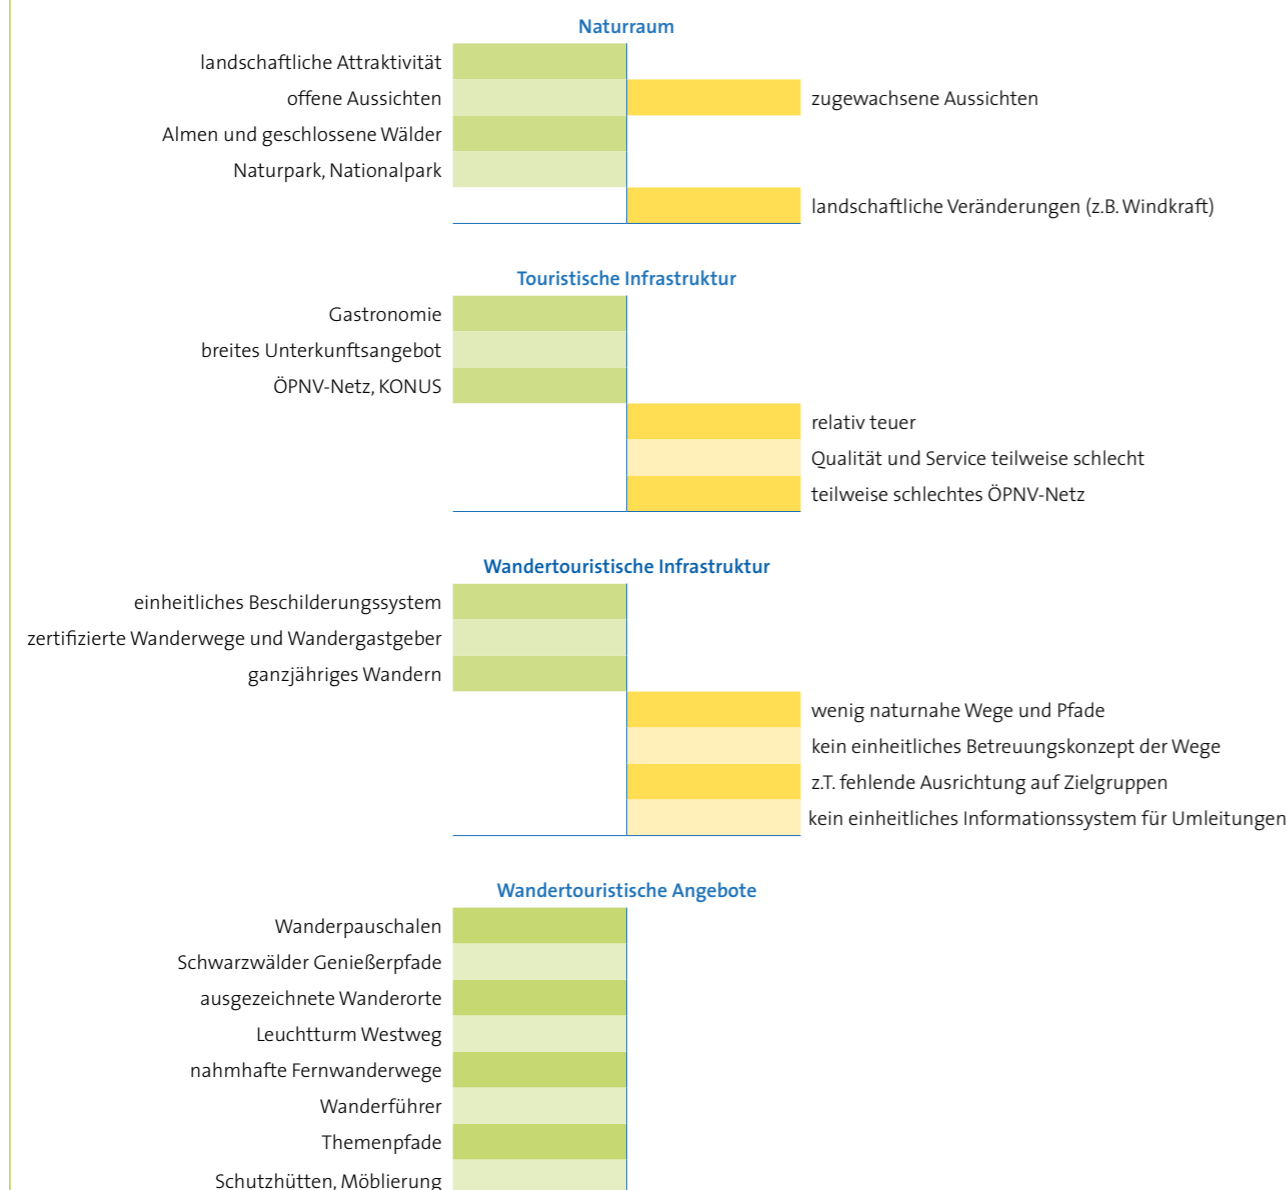 Naturraum
landschaftliche Attraktivität
offene Aussichten zugewachsene Aussichten
Almen und geschlossene Wälder
Naturpark, Nationalpark
landschaftliche Veränderungen (z.B. Windkraft)
Touristische Infrastruktur
Gastronomie
breites Unterkunftsangebot
ÖPNV-Netz, KONUS
relativ teuer
Qualität und Service teilweise schlecht
teilweise schlechtes ÖPNV-Netz
Wandertouristische Infrastruktur
einheitliches Beschilderungssystem
zertifizierte Wanderwege und Wandergastgeber
ganzjähriges Wandern
wenig naturnahe Wege und Pfade
kein einheitliches Betreuungskonzept der Wege
z.T. fehlende Ausrichtung auf Zielgruppen
kein einheitliches Informationssystem für Umleitungen
Wandertouristische Angebote
Wanderpauschalen
Schwarzwälder Genießerpfade
ausgezeichnete Wanderorte
Leuchtturm Westweg
nahmhafte Fernwanderwege
Wanderführer
Themenpfade
Schutzhütten, Möblierung